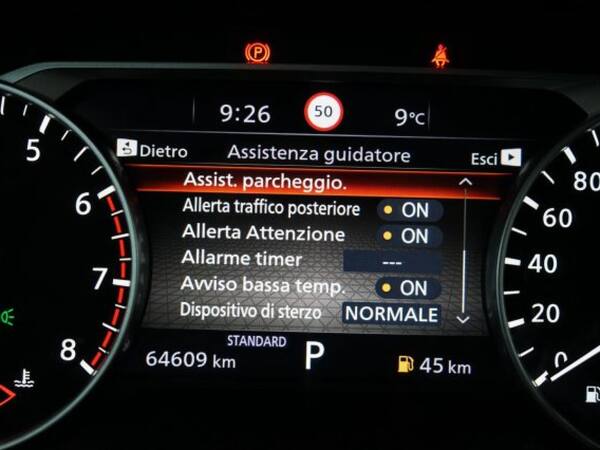 P
9:26 50 9°C
Dietro Assistenza guidatore Esci
Assist. parcheggio.
Allerta traffico posteriore ON
Allerta Attenzione ON
Allarme timer ---
Avviso bassa temp. ON
Dispositivo di sterzo NORMALE
STANDARD
64609 km P 45 km
5
6
7
8
80
60
40
20
0